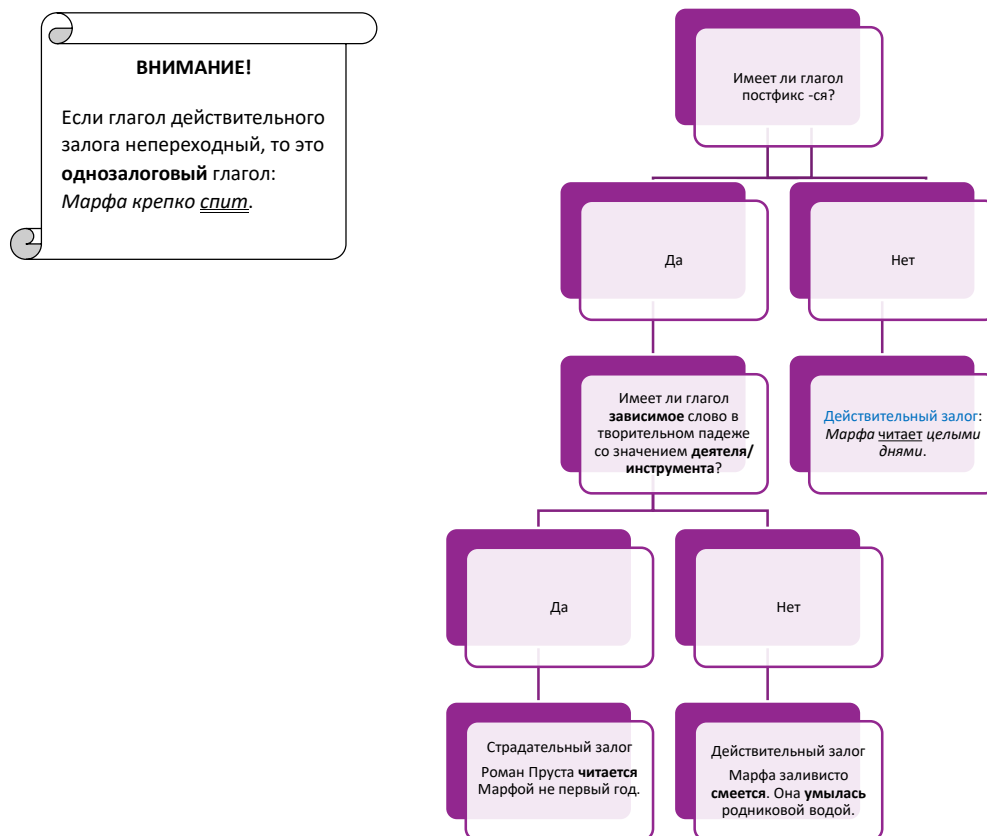 ВНИМАНИЕ!
Если глагол действительного
залога непереходный, то это
однозалоговый глагол:
Марфа крепко спит.
Имеет ли глагол
постфикс -ся?
Да
Нет
Имеет ли глагол
зависимое слово в
творительном падеже
со значением деятеля/
инструмента?
Действительный залог:
Марфа читает целыми
днями.
Да
Нет
Страдательный залог
Роман Пруста читается
Марфой не первый год.
Действительный залог
Марфа заливисто
смеется. Она умылась
родниковой водой.